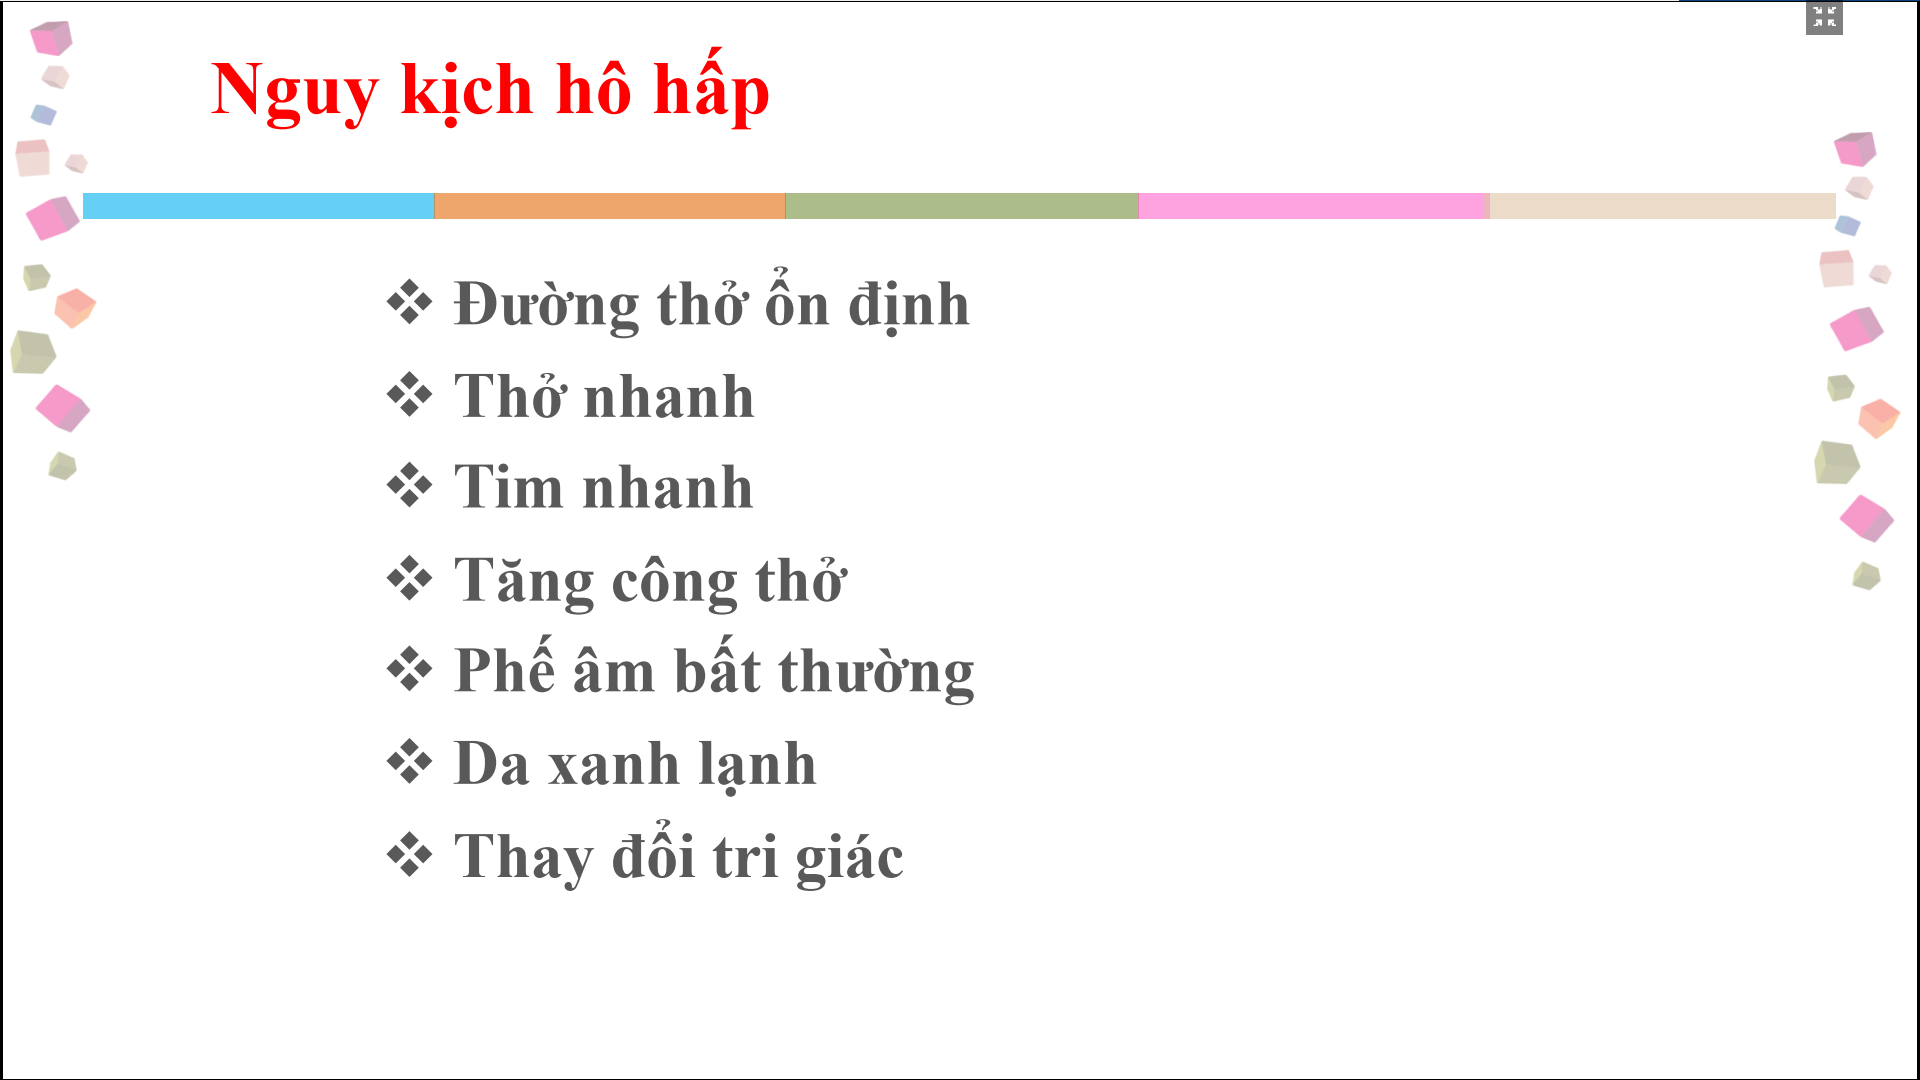 Nguy kịch hô hấp
Đường thở ổn định
Thở nhanh
Tim nhanh
Tăng công thở
Phế âm bất thường
Da xanh lạnh
Thay đổi tri giác